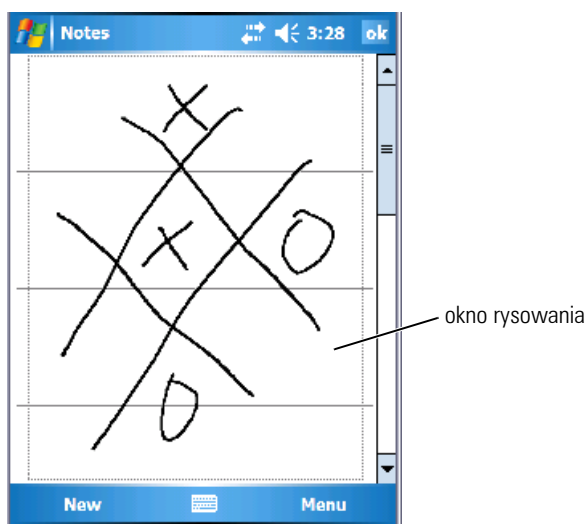 Notes 3:28 ok
X
X O
okno rysowania
O
New Menu